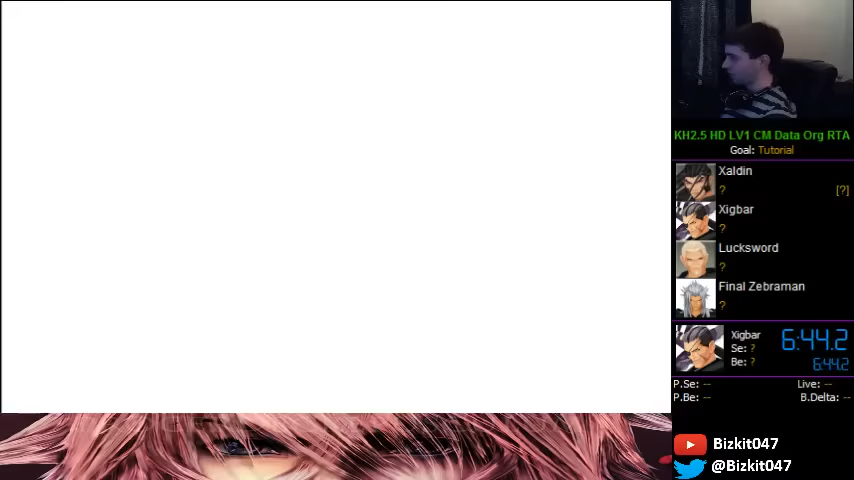 KH2.5 HD LV1 CM Data Org RTA
Goal: Tutorial
Xaldin
? [?]
Xigbar
?
Lucksword
?
Final Zebraman
?
Xigbar 6:44.2
Se: ?
Be: ? 6:44.2
P.Se: -- Live: --
P.Be: -- B.Delta: --
Bizkit047
@Bizkit047